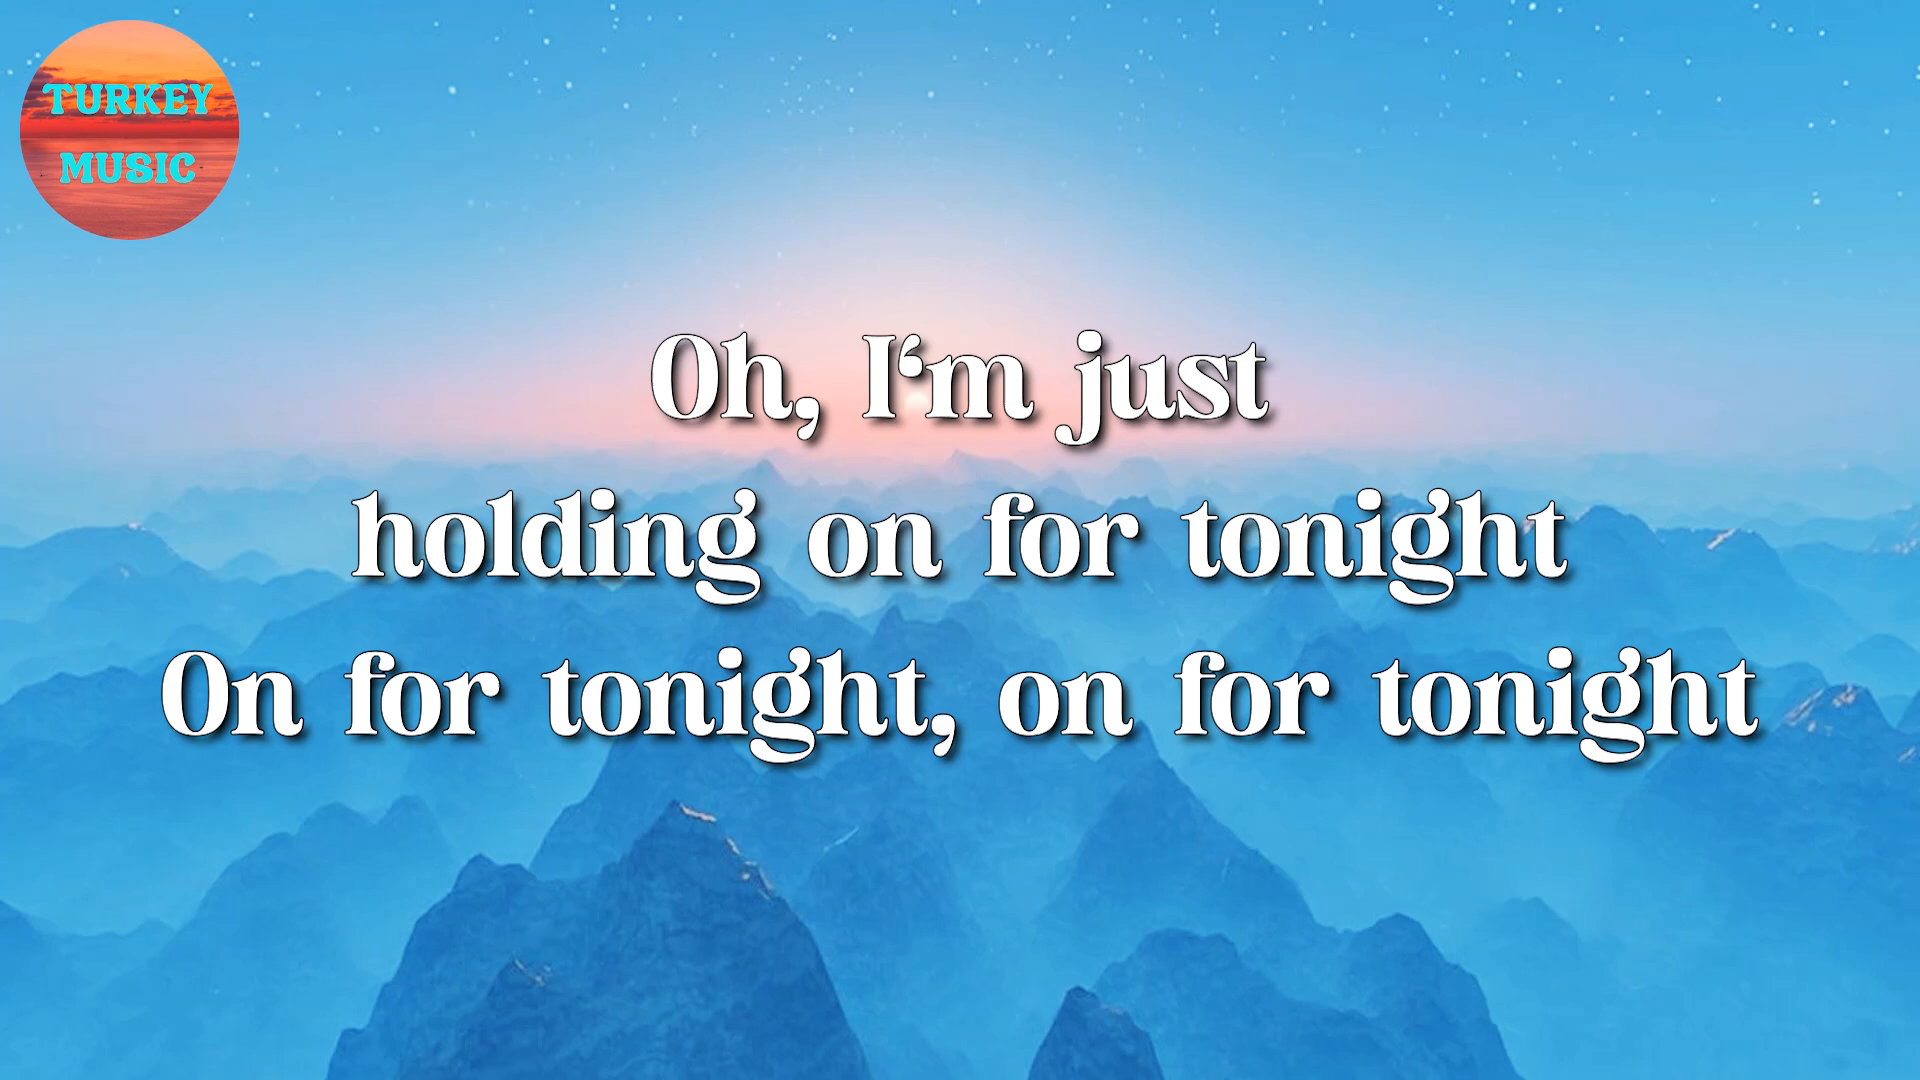 TURKEY
MUSIC
Oh, I‘m just
holding on for tonight
On for tonight, on for tonight